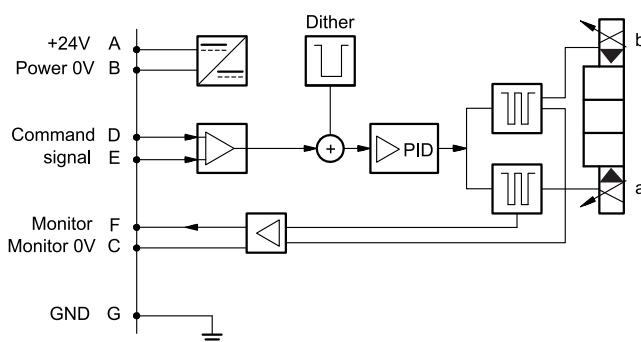 Dither
+24V A
Power 0V B
b
Command D
signal E
+
PID
a
Monitor F
Monitor 0V C
GND G